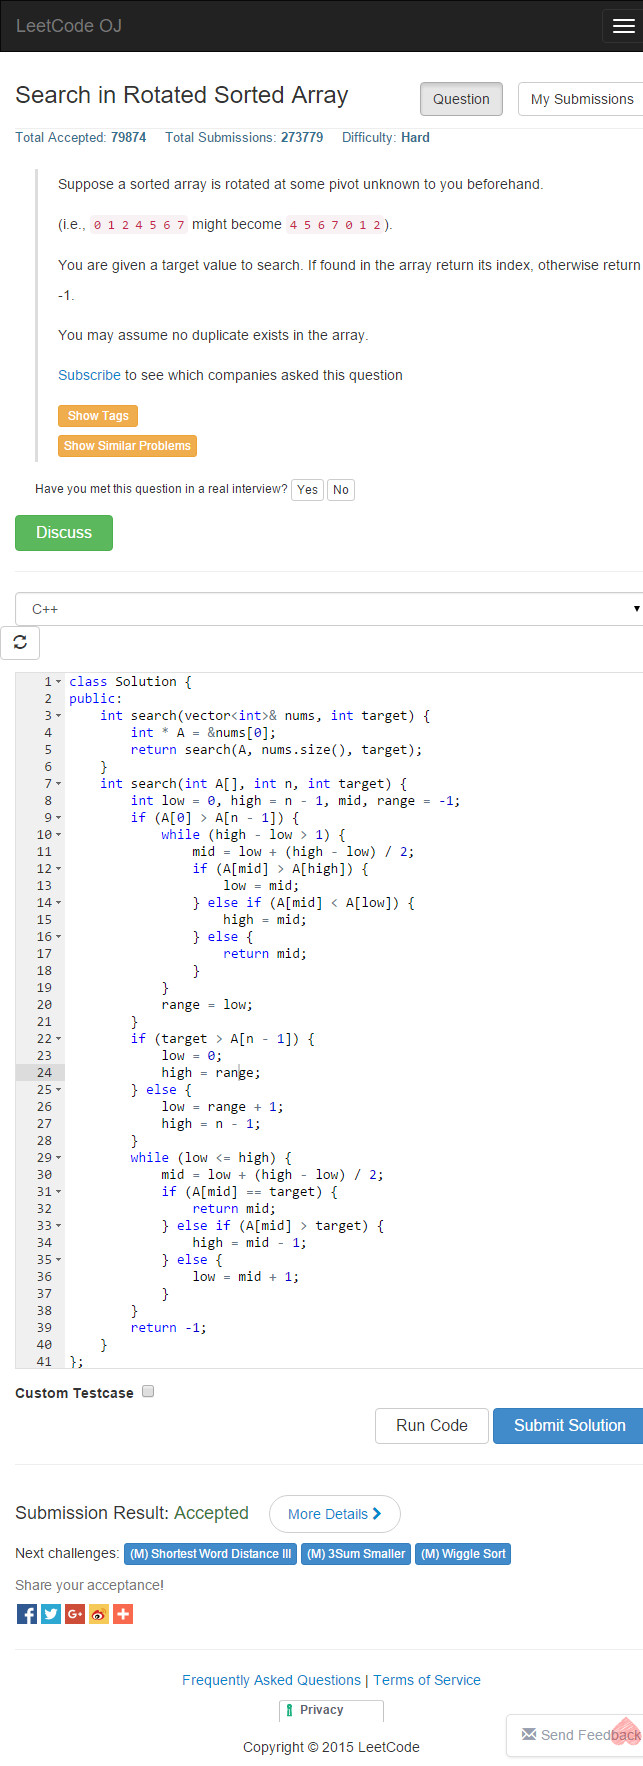 LeetCode OJ
Search in Rotated Sorted Array
Question
My Submissions
Total Accepted: 79874 Total Submissions: 273779 Difficulty: Hard
Suppose a sorted array is rotated at some pivot unknown to you beforehand.
(i.e., 0 1 2 4 5 6 7 might become 4 5 6 7 0 1 2).
You are given a target value to search. If found in the array return its index, otherwise return
-1.
You may assume no duplicate exists in the array.
Subscribe to see which companies asked this question
Show Tags
Show Similar Problems
Have you met this question in a real interview? Yes No
Discuss
C++
1 class Solution {
2 public:
3     int search(vector<int>& nums, int target) {
4         int * A = &nums[0];
5         return search(A, nums.size(), target);
6     }
7     int search(int A[], int n, int target) {
8         int low = 0, high = n - 1, mid, range = -1;
9         if (A[0] > A[n - 1]) {
10             while (high - low > 1) {
11                 mid = low + (high - low) / 2;
12                 if (A[mid] > A[high]) {
13                     low = mid;
14                 } else if (A[mid] < A[low]) {
15                     high = mid;
16                 } else {
17                     return mid;
18                 }
19             }
20             range = low;
21         }
22         if (target > A[n - 1]) {
23             low = 0;
24             high = range;
25         } else {
26             low = range + 1;
27             high = n - 1;
28         }
29         while (low <= high) {
30             mid = low + (high - low) / 2;
31             if (A[mid] == target) {
32                 return mid;
33             } else if (A[mid] > target) {
34                 high = mid - 1;
35             } else {
36                 low = mid + 1;
37             }
38         }
39         return -1;
40     }
41 };
Custom Testcase
Run Code
Submit Solution
Submission Result: Accepted
More Details
Next challenges: (M) Shortest Word Distance III (M) 3Sum Smaller (M) Wiggle Sort
Share your acceptance!
Frequently Asked Questions | Terms of Service
Privacy
Send Feedback
Copyright © 2015 LeetCode